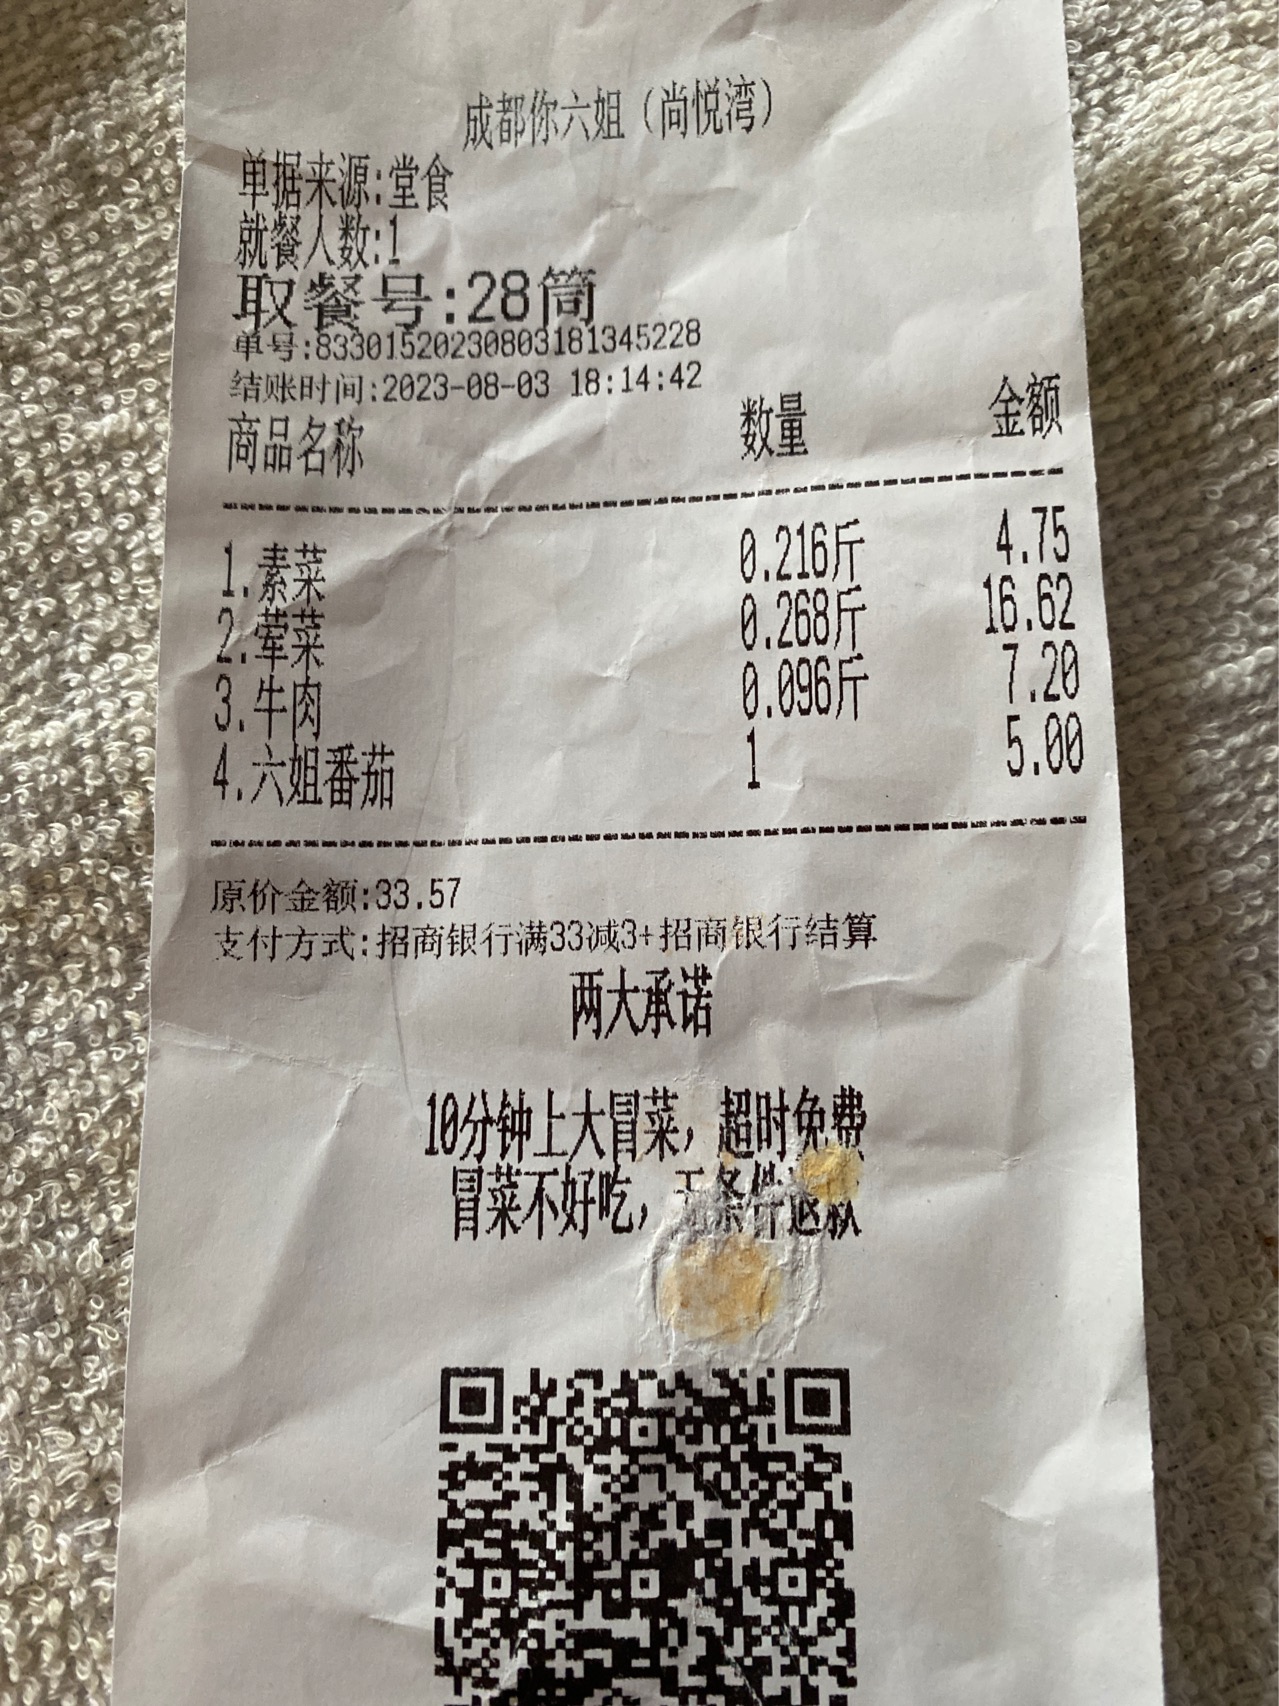 成都你六姐（尚悦湾）
单据来源:堂食
就餐人数:1
取餐号:28筒
单号:83301520230803181345228
结账时间:2023-08-03 18:14:42
商品名称 数量 金额
1.素菜 0.216斤 4.75
2.荤菜 0.268斤 16.62
3.牛肉 0.096斤 7.20
4.六姐番茄 1 5.00
原价金额:33.57
支付方式:招商银行满33减3+招商银行结算
两大承诺
10分钟上大冒菜，超时免费
冒菜不好吃，无条件退款